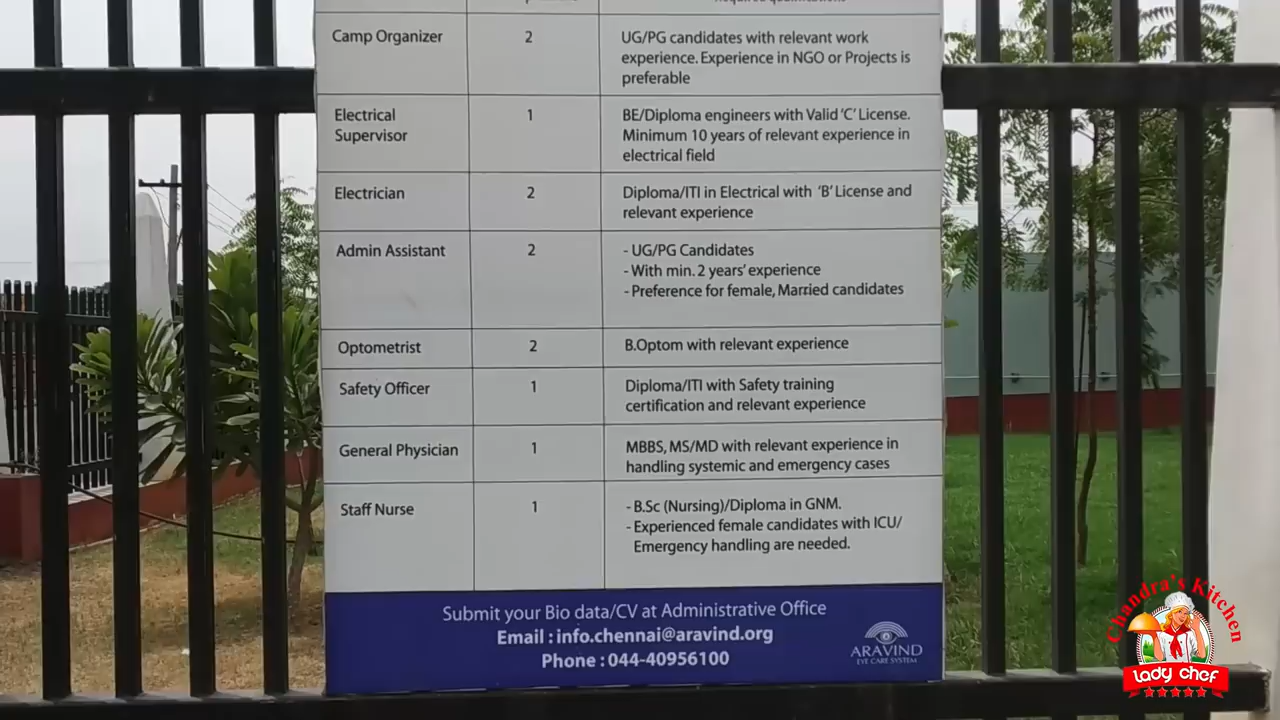 Camp Organizer 2 UG/PG candidates with relevant work
experience. Experience in NGO or Projects is
preferable
Electrical Supervisor 1 BE/Diploma engineers with Valid 'C' License.
Minimum 10 years of relevant experience in
electrical field
Electrician 2 Diploma/ITI in Electrical with 'B' License and
relevant experience
Admin Assistant 2 - UG/PG Candidates
- With min. 2 years' experience
- Preference for female, Married candidates
Optometrist 2 B.Optom with relevant experience
Safety Officer 1 Diploma/ITI with Safety training
certification and relevant experience
General Physician 1 MBBS, MS/MD with relevant experience in
handling systemic and emergency cases
Staff Nurse 1 - B.Sc (Nursing)/Diploma in GNM.
- Experienced female candidates with ICU/
Emergency handling are needed.
Submit your Bio data/CV at Administrative Office
Email : info.chennai@aravind.org
Phone : 044-40956100
ARAVIND
EYE CARE SYSTEM
Chandra's Kitchen
Lady Chef